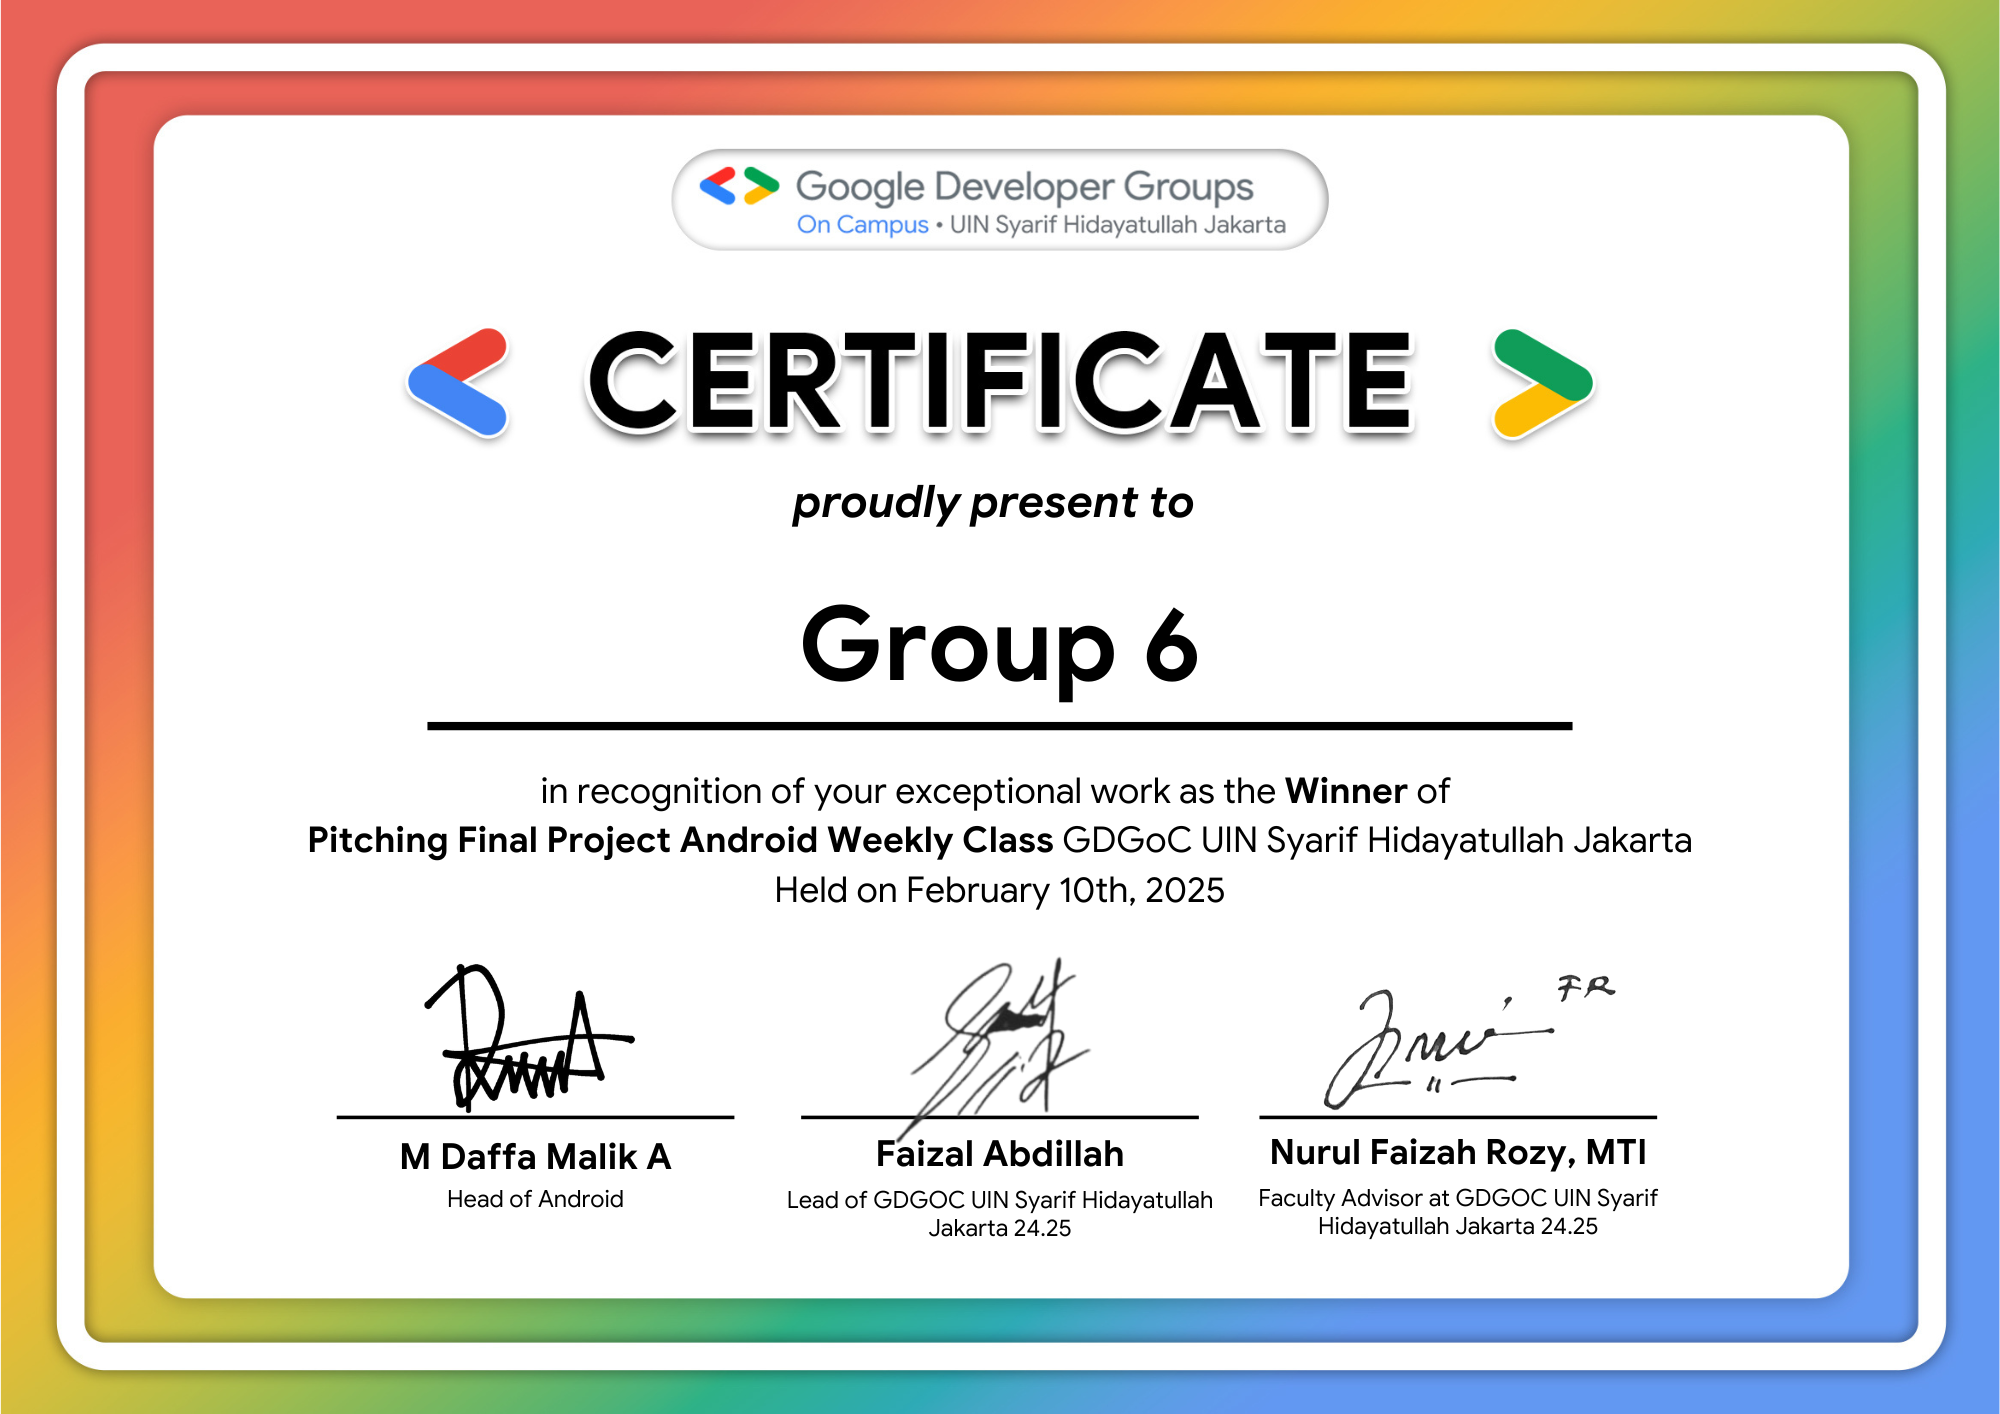 Google Developer Groups
On Campus • UIN Syarif Hidayatullah Jakarta
CERTIFICATE
proudly present to
Group 6
in recognition of your exceptional work as the Winner of
Pitching Final Project Android Weekly Class GDGoC UIN Syarif Hidayatullah Jakarta
Held on February 10th, 2025
FR
M Daffa Malik A
Head of Android
Faizal Abdillah
Lead of GDGOC UIN Syarif Hidayatullah
Jakarta 24.25
Nurul Faizah Rozy, MTI
Faculty Advisor at GDGOC UIN Syarif
Hidayatullah Jakarta 24.25